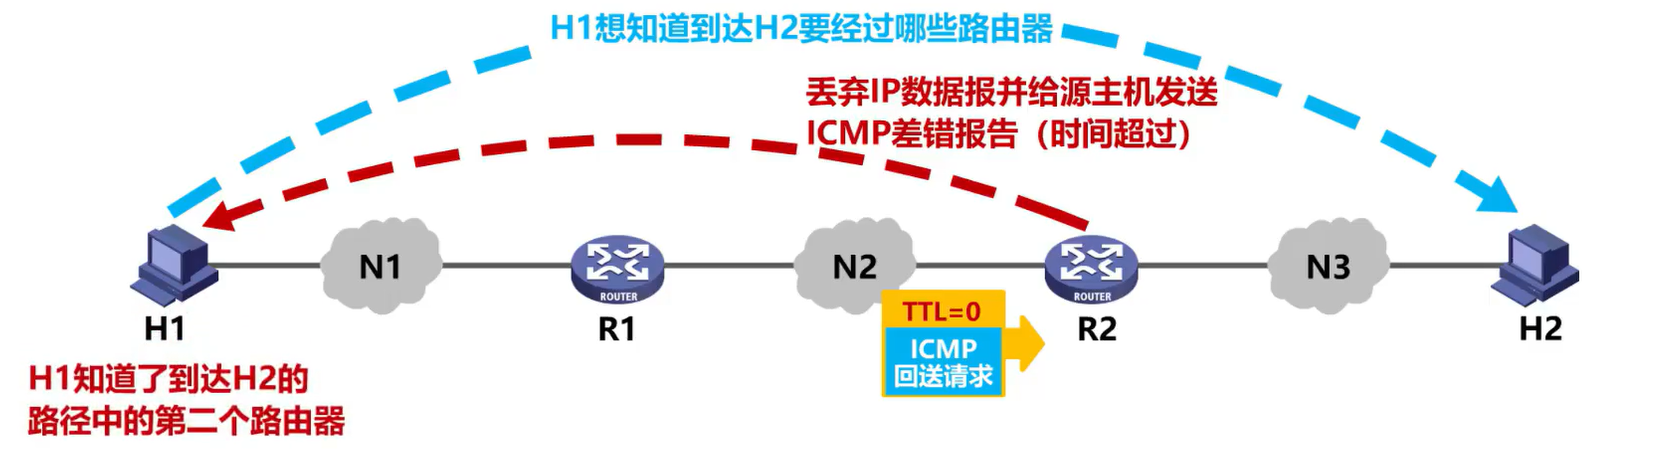 H1想知道到达H2要经过哪些路由器
丢弃IP数据报并给源主机发送
ICMP差错报告（时间超过）
N1
N2
N3
ROUTER
ROUTER
H1
R1
R2
H2
TTL=0
ICMP
回送请求
H1知道了到达H2的
路径中的第二个路由器